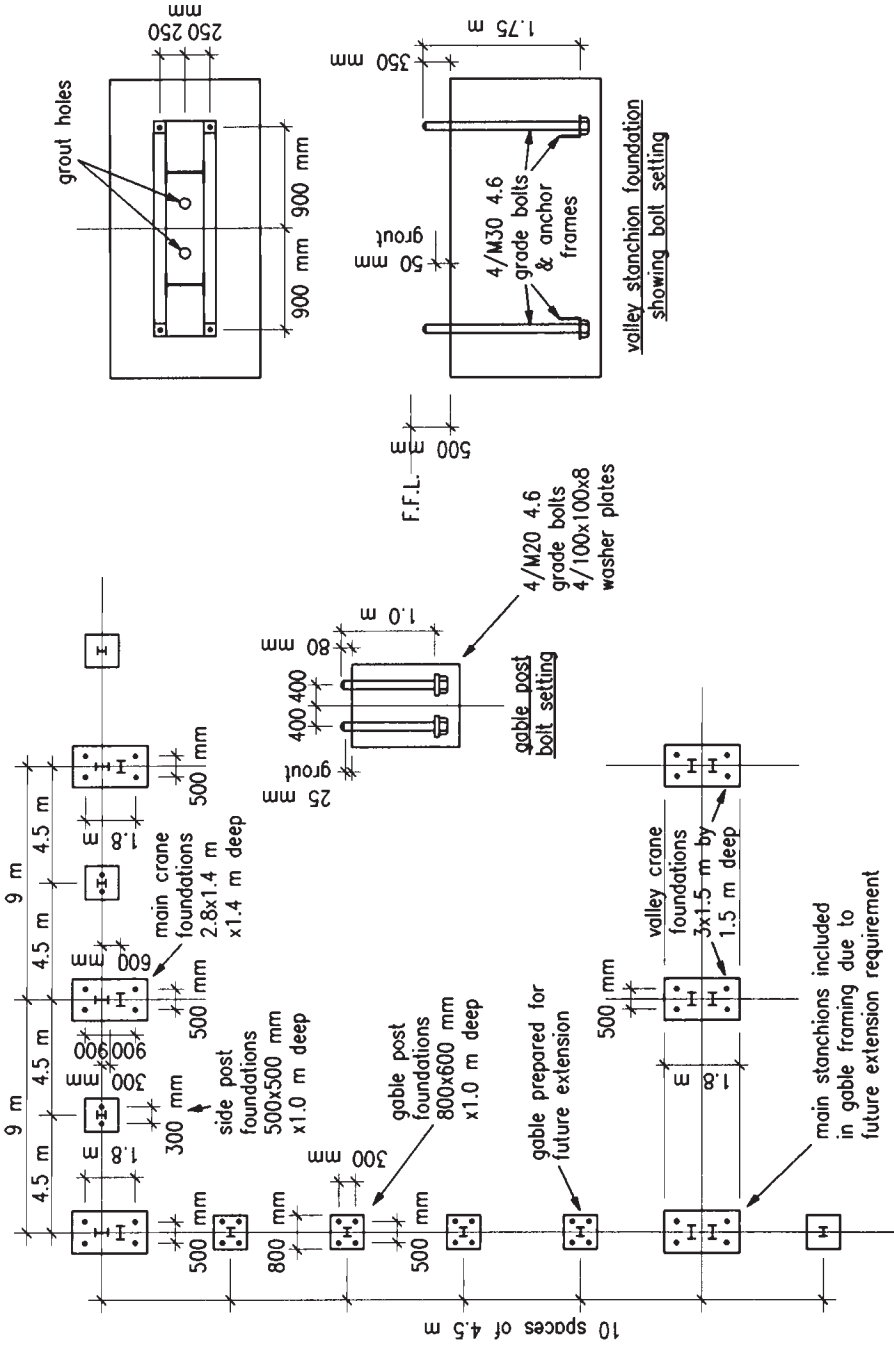 9 m
9 m
4.5 m
4.5 m
4.5 m
4.5 m
1.8 m
300 mm
900 900
600 mm
1.8 m
500 mm
300 mm
500 mm
500 mm
side post
foundations
500x500 mm
x1.0 m deep
main crane
foundations
2.8x1.4 m
x1.4 m deep
800 mm
300 mm
500 mm
gable post
foundations
800x600 mm
x1.0 m deep
gable prepared for
future extension
10 spaces of 4.5 m
1.8 m
500 mm
valley crane
foundations
3x1.5 m by
1.5 m deep
main stanchions included
in gable framing due to
future extension requirement
25 mm
grout
400 400
80 mm
1.0 m
4/M20 4.6
grade bolts
4/100x100x8
washer plates
gable post
bolt setting
grout holes
250 250
mm
900 mm
900 mm
F.F.L.
500 mm
50 mm
grout
350 mm
1.75 m
4/M30 4.6
grade bolts
& anchor
frames
valley stanchion foundation
showing bolt setting